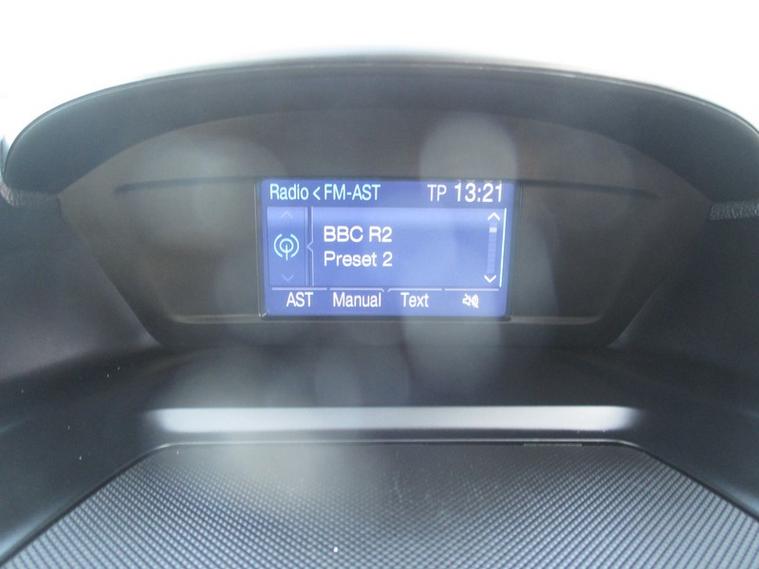 Radio < FM-AST TP 13:21
BBC R2
Preset 2
AST Manual Text